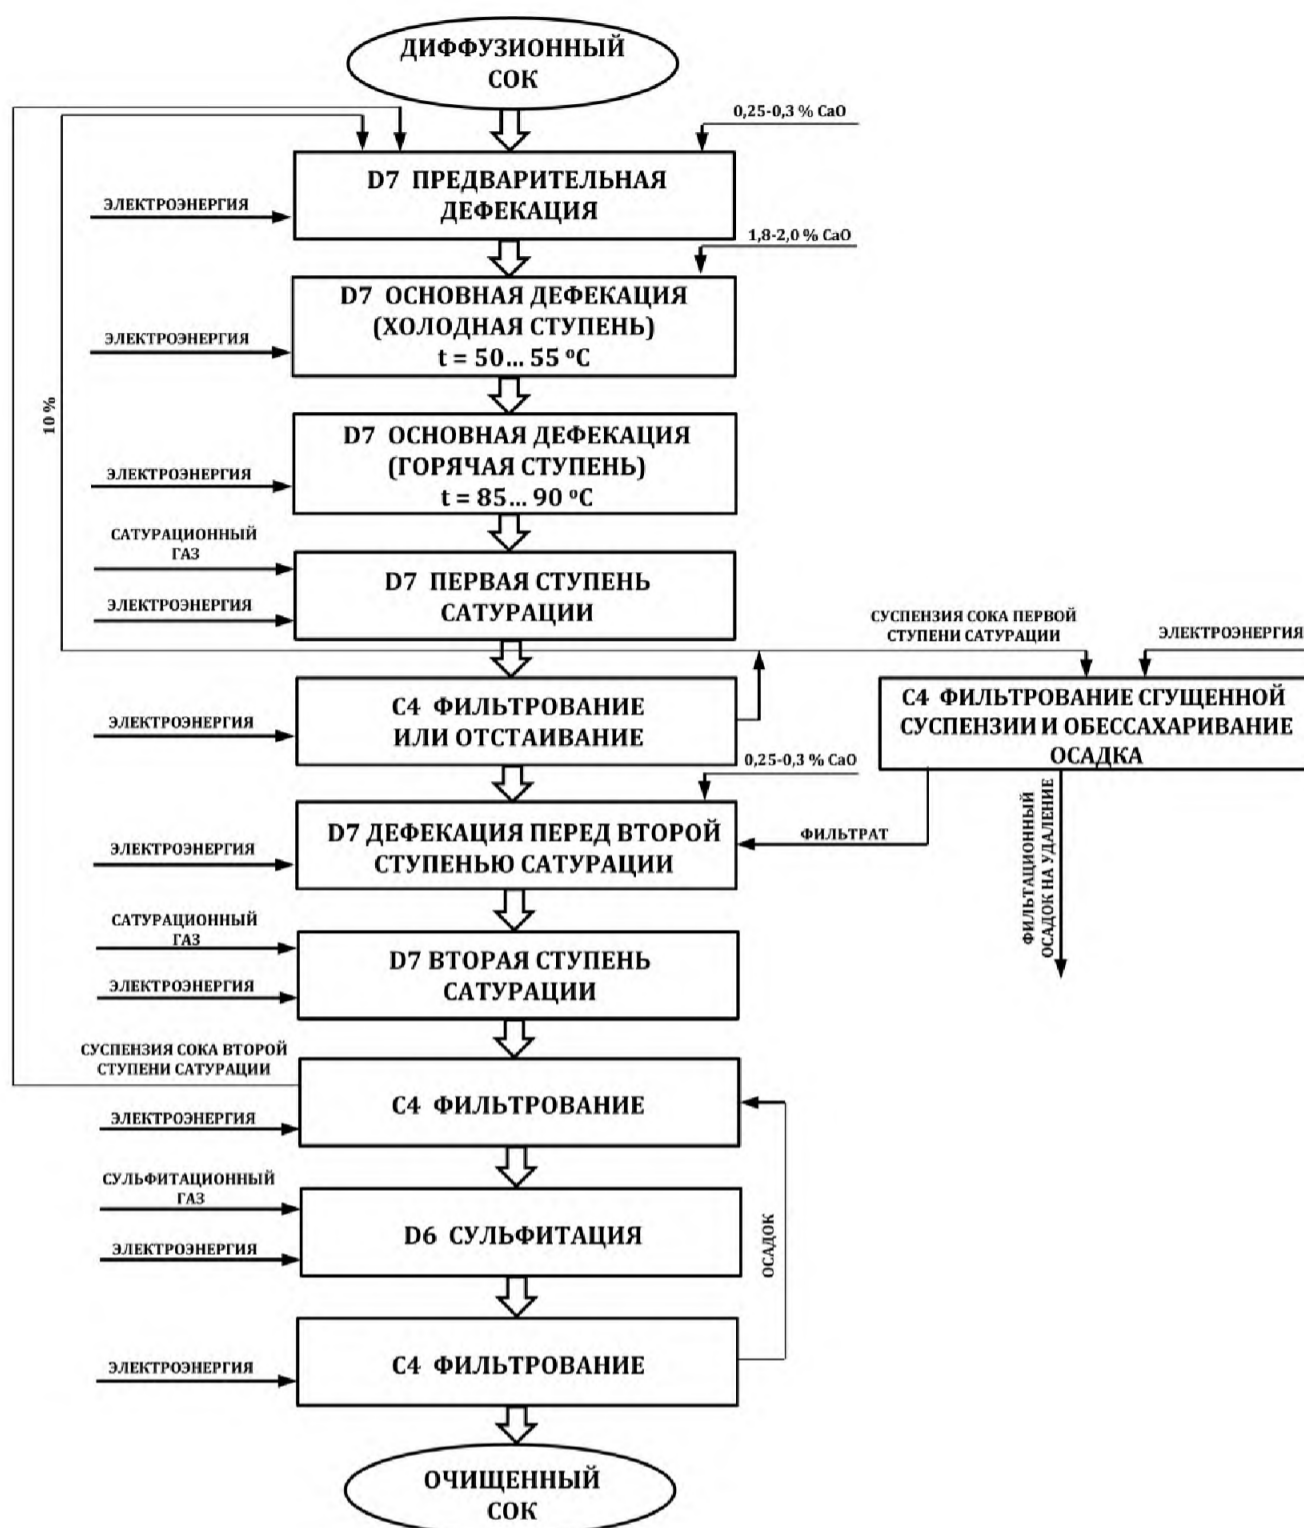 ДИФФУЗИОННЫЙ
СОК
0,25-0,3 % CaO
D7 ПРЕДВАРИТЕЛЬНАЯ
ДЕФЕКАЦИЯ
ЭЛЕКТРОЭНЕРГИЯ
1,8-2,0 % CaO
D7 ОСНОВНАЯ ДЕФЕКАЦИЯ
(ХОЛОДНАЯ СТУПЕНЬ)
t = 50... 55 ºC
ЭЛЕКТРОЭНЕРГИЯ
10 %
D7 ОСНОВНАЯ ДЕФЕКАЦИЯ
(ГОРЯЧАЯ СТУПЕНЬ)
t = 85... 90 ºC
ЭЛЕКТРОЭНЕРГИЯ
САТУРАЦИОННЫЙ
ГАЗ
D7 ПЕРВАЯ СТУПЕНЬ
САТУРАЦИИ
ЭЛЕКТРОЭНЕРГИЯ
СУСПЕНЗИЯ СОКА ПЕРВОЙ
СТУПЕНИ САТУРАЦИИ
ЭЛЕКТРОЭНЕРГИЯ
C4 ФИЛЬТРОВАНИЕ
ИЛИ ОТСТАИВАНИЕ
ЭЛЕКТРОЭНЕРГИЯ
C4 ФИЛЬТРОВАНИЕ СГУЩЕННОЙ
СУСПЕНЗИИ И ОБЕССАХАРИВАНИЕ
ОСАДКА
0,25-0,3 % CaO
D7 ДЕФЕКАЦИЯ ПЕРЕД ВТОРОЙ
СТУПЕНЬЮ САТУРАЦИИ
ЭЛЕКТРОЭНЕРГИЯ
ФИЛЬТРАТ
ФИЛЬТАЦИОННЫЙ
ОСАДОК НА УДАЛЕНИЕ
САТУРАЦИОННЫЙ
ГАЗ
D7 ВТОРАЯ СТУПЕНЬ
САТУРАЦИИ
ЭЛЕКТРОЭНЕРГИЯ
СУСПЕНЗИЯ СОКА ВТОРОЙ
СТУПЕНИ САТУРАЦИИ
C4 ФИЛЬТРОВАНИЕ
ЭЛЕКТРОЭНЕРГИЯ
СУЛЬФИТАЦИОННЫЙ
ГАЗ
D6 СУЛЬФИТАЦИЯ
ЭЛЕКТРОЭНЕРГИЯ
ОСАДОК
C4 ФИЛЬТРОВАНИЕ
ЭЛЕКТРОЭНЕРГИЯ
ОЧИЩЕННЫЙ
СОК